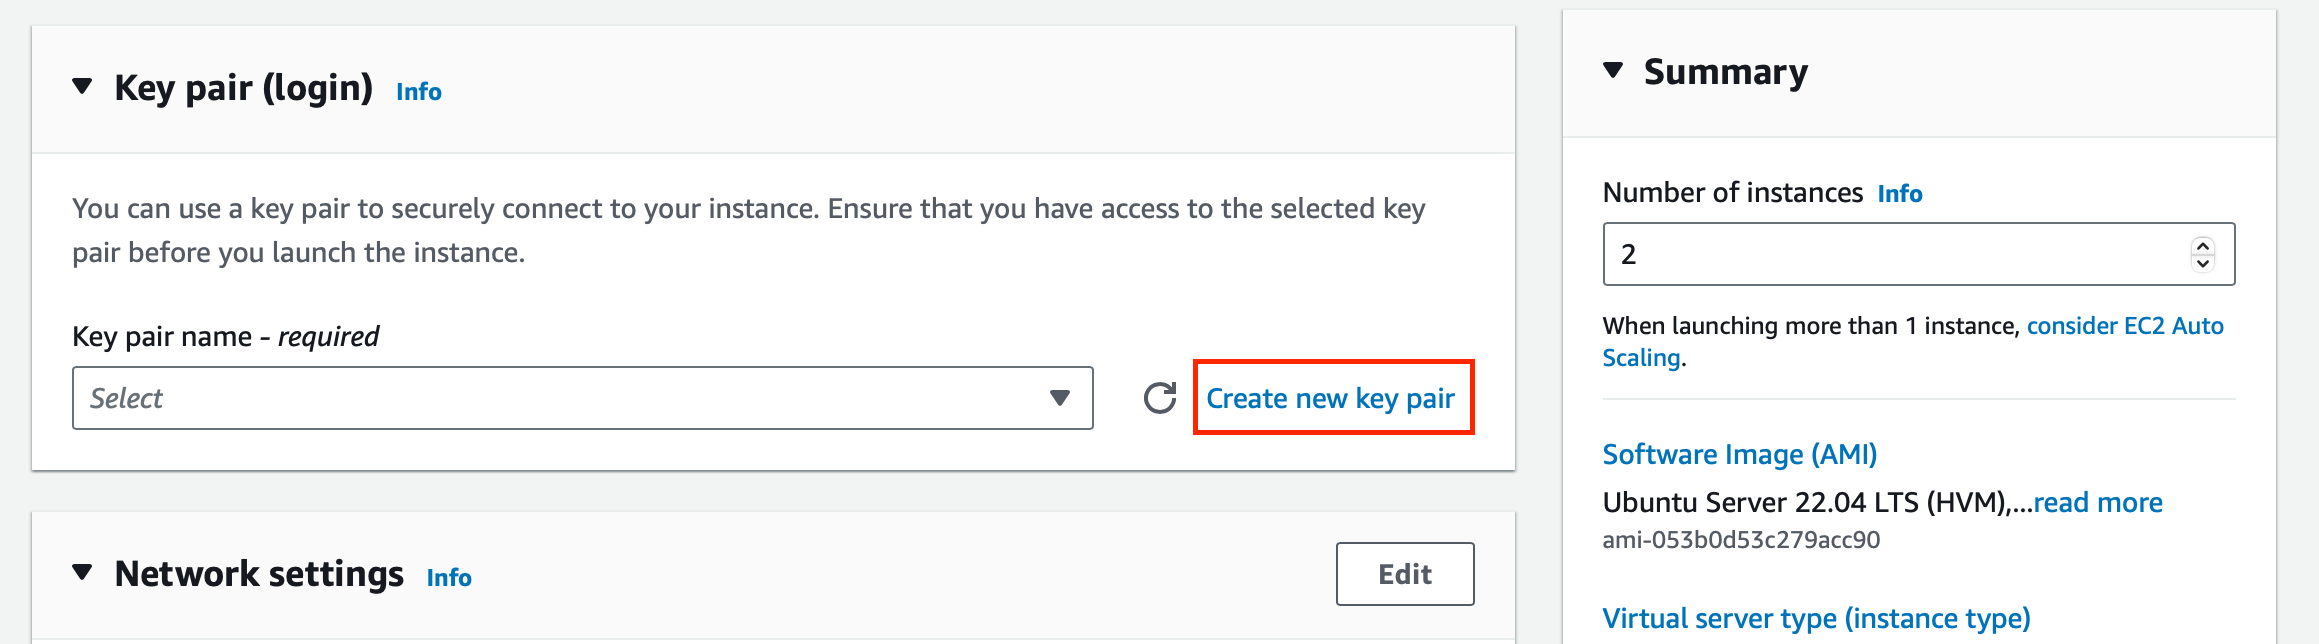 Key pair (login) Info
You can use a key pair to securely connect to your instance. Ensure that you have access to the selected key
pair before you launch the instance.
Key pair name - required
Select
Create new key pair
Network settings Info
Edit
Summary
Number of instances Info
2
When launching more than 1 instance, consider EC2 Auto
Scaling.
Software Image (AMI)
Ubuntu Server 22.04 LTS (HVM),...read more
ami-053b0d53c279acc90
Virtual server type (instance type)